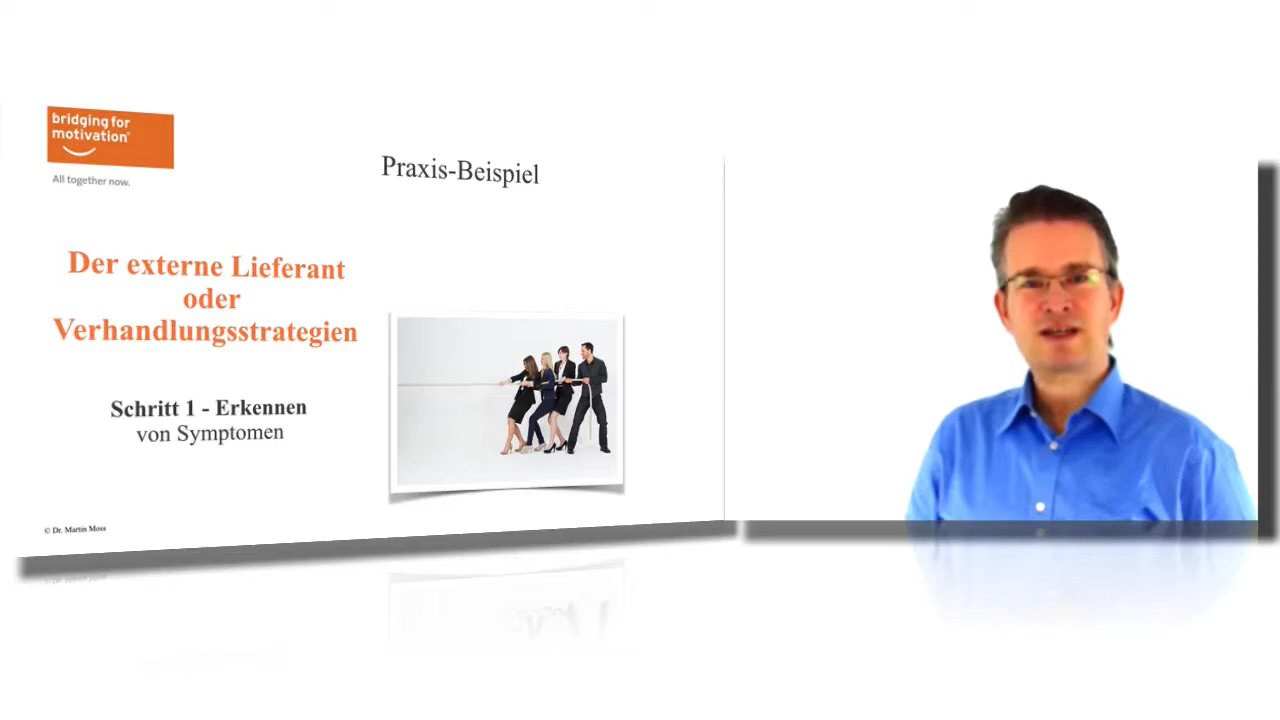 bridging for
motivation®
All together now.
Praxis-Beispiel
Der externe Lieferant
oder
Verhandlungsstrategien
Schritt 1 - Erkennen
von Symptomen
© Dr. Martin Moss